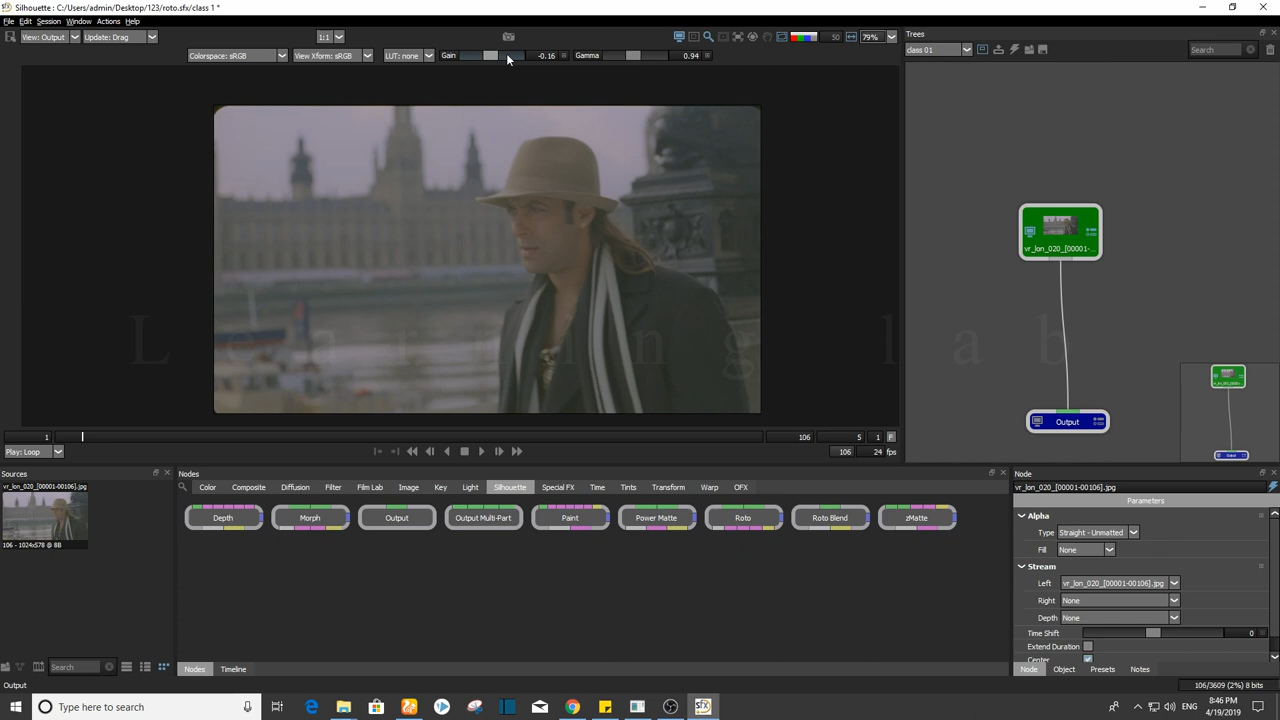 Silhouette : C:/Users/admin/Desktop/123/roto.sfx/class 1 *
File Edit Session Window Actions Help
View: Output Update: Drag 1:1 50 79%
Colorspace: sRGB View Xform: sRGB LUT: none Gain -0.16 Gamma 0.94
Trees
class 01 Search
vr_lon_020_[00001-...
Output
L e a r n i n g l a b
1 106 5 1 F
Play: Loop 106 24 fps
Sources
vr_lon_020_[00001-00106].jpg
106 - 1024x578 @ 8B
Search
Nodes
Color Composite Diffusion Filter Film Lab Image Key Light Silhouette Special FX Time Tints Transform Warp OFX
Depth Morph Output Output Multi-Part Paint Power Matte Roto Roto Blend zMatte
Nodes Timeline
Node
vr_lon_020_[00001-00106].jpg
Parameters
Alpha
Type Straight - Unmatted
Fill None
Stream
Left vr_lon_020_[00001-00106].jpg
Right None
Depth None
Time Shift 0
Extend Duration
Center
Node Object Presets Notes
Output
106/3609 (2%) 8 bits
Type here to search
ENG
8:46 PM
4/19/2019